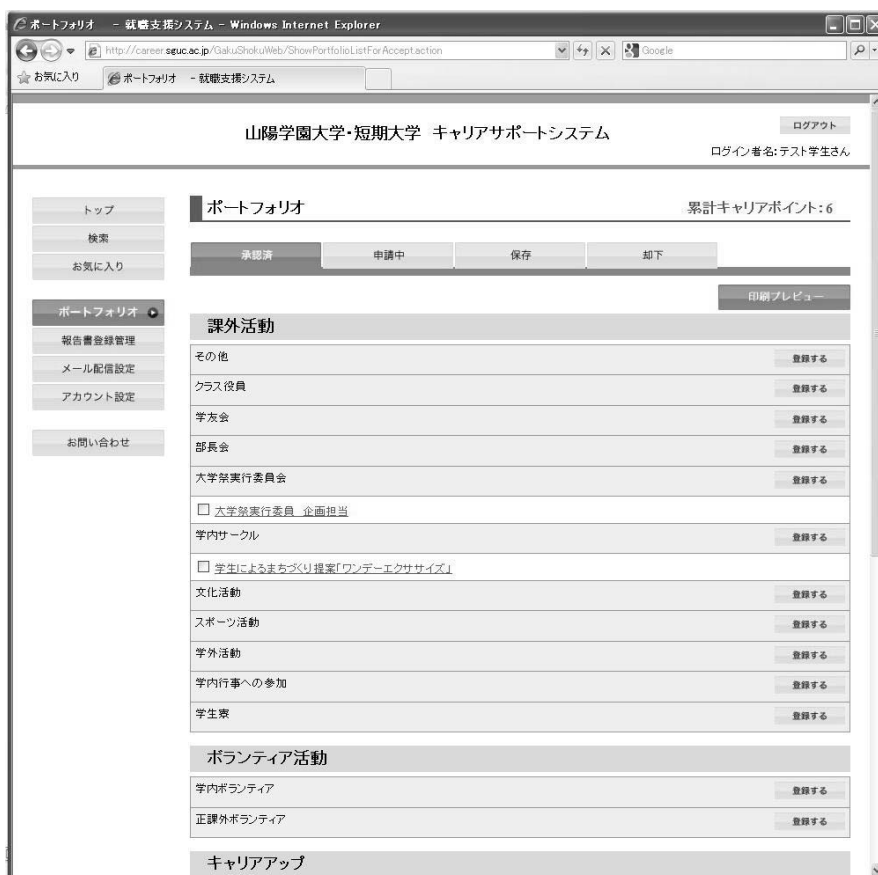 ポートフォリオ - 就職支援システム - Windows Internet Explorer
http://career.sguc.ac.jp/GakuShokuWeb/ShowPortfolioListForAccept.action
Google
お気に入り
ポートフォリオ - 就職支援システム
山陽学園大学・短期大学 キャリアサポートシステム
ログアウト
ログイン者名:テスト学生さん
トップ
検索
お気に入り
ポートフォリオ
報告書登録管理
メール配信設定
アカウント設定
お問い合わせ
ポートフォリオ
累計キャリアポイント:6
承認済 申請中 保存 却下
印刷プレビュー
課外活動
その他 登録する
クラス役員 登録する
学友会 登録する
部長会 登録する
大学祭実行委員会 登録する
大学祭実行委員 企画担当
学内サークル 登録する
学生によるまちづくり提案「ワンデーエクササイズ」
文化活動 登録する
スポーツ活動 登録する
学外活動 登録する
学内行事への参加 登録する
学生寮 登録する
ボランティア活動
学内ボランティア 登録する
正課外ボランティア 登録する
キャリアアップ